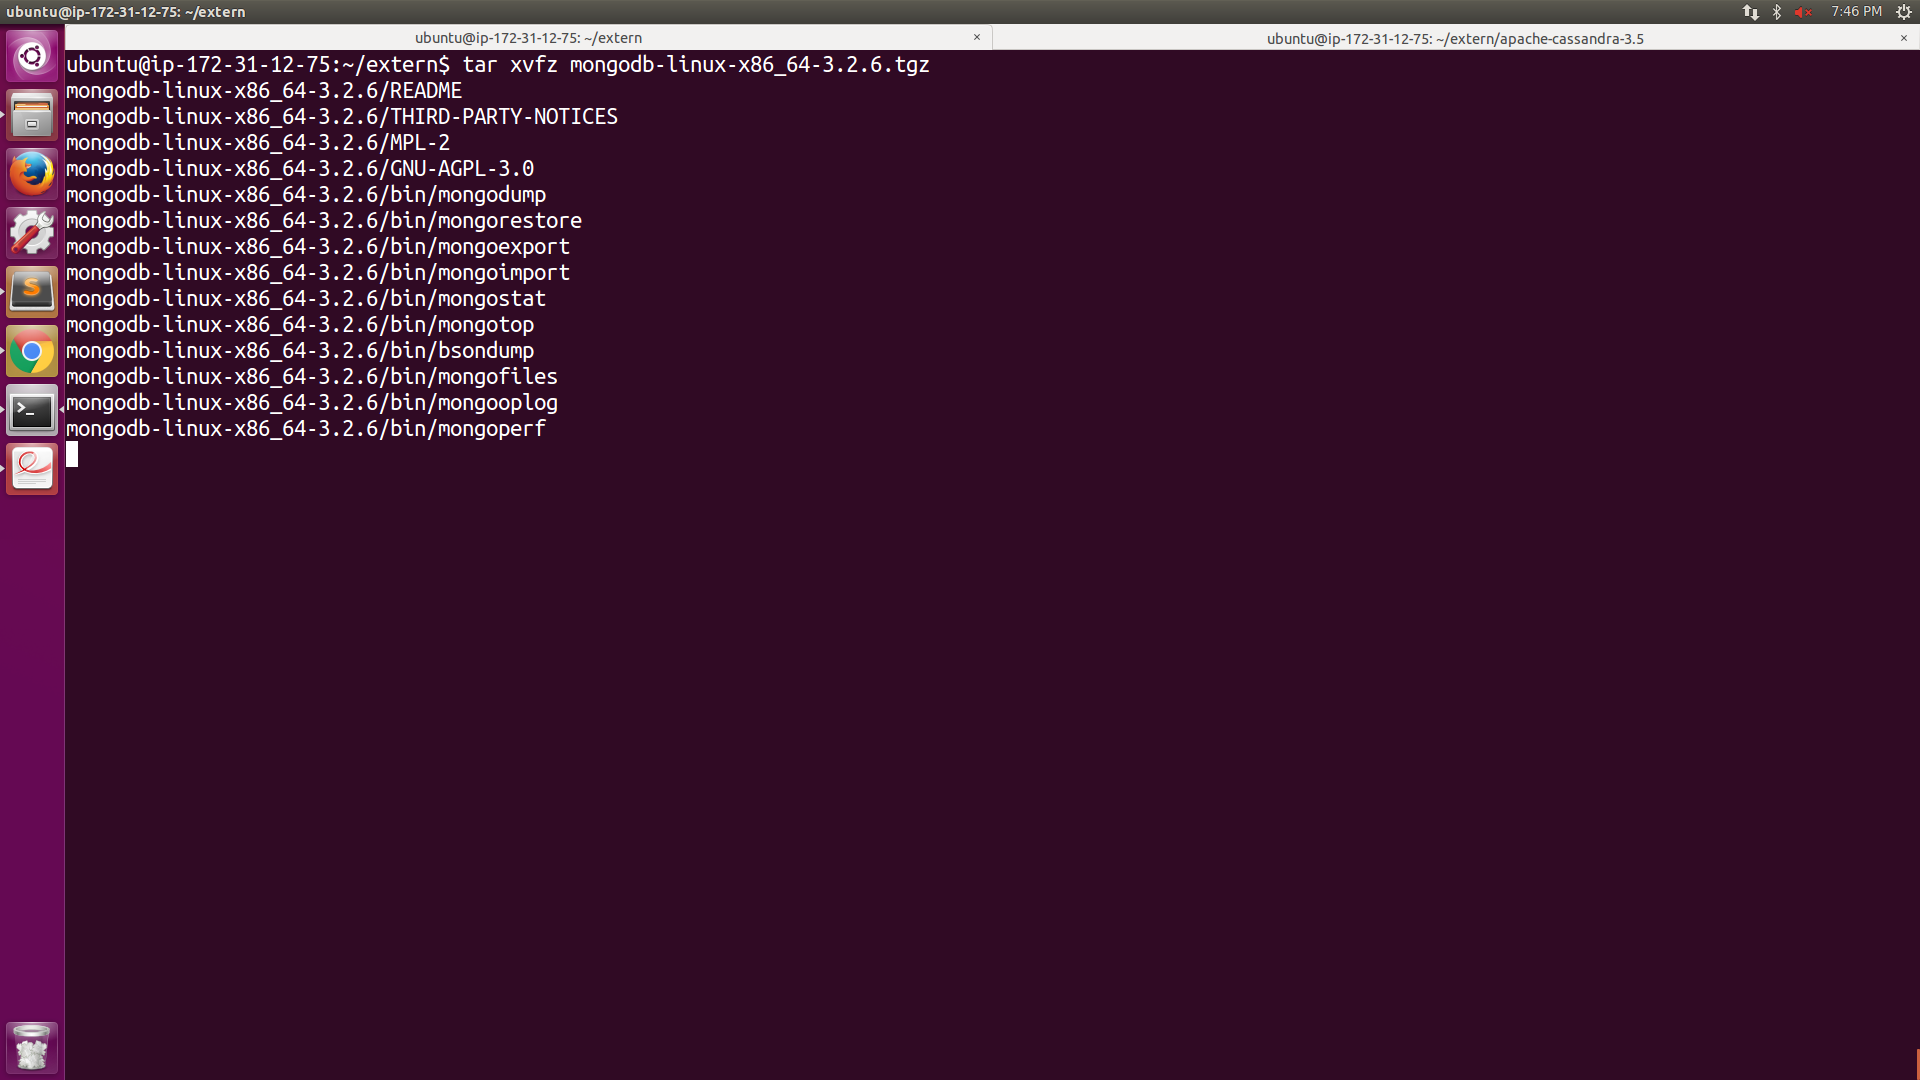 ubuntu@ip-172-31-12-75: ~/extern
7:46 PM
ubuntu@ip-172-31-12-75: ~/extern ×
ubuntu@ip-172-31-12-75: ~/extern/apache-cassandra-3.5 ×
ubuntu@ip-172-31-12-75:~/extern$ tar xvfz mongodb-linux-x86_64-3.2.6.tgz
mongodb-linux-x86_64-3.2.6/README
mongodb-linux-x86_64-3.2.6/THIRD-PARTY-NOTICES
mongodb-linux-x86_64-3.2.6/MPL-2
mongodb-linux-x86_64-3.2.6/GNU-AGPL-3.0
mongodb-linux-x86_64-3.2.6/bin/mongodump
mongodb-linux-x86_64-3.2.6/bin/mongorestore
mongodb-linux-x86_64-3.2.6/bin/mongoexport
mongodb-linux-x86_64-3.2.6/bin/mongoimport
mongodb-linux-x86_64-3.2.6/bin/mongostat
mongodb-linux-x86_64-3.2.6/bin/mongotop
mongodb-linux-x86_64-3.2.6/bin/bsondump
mongodb-linux-x86_64-3.2.6/bin/mongofiles
mongodb-linux-x86_64-3.2.6/bin/mongooplog
mongodb-linux-x86_64-3.2.6/bin/mongoperf